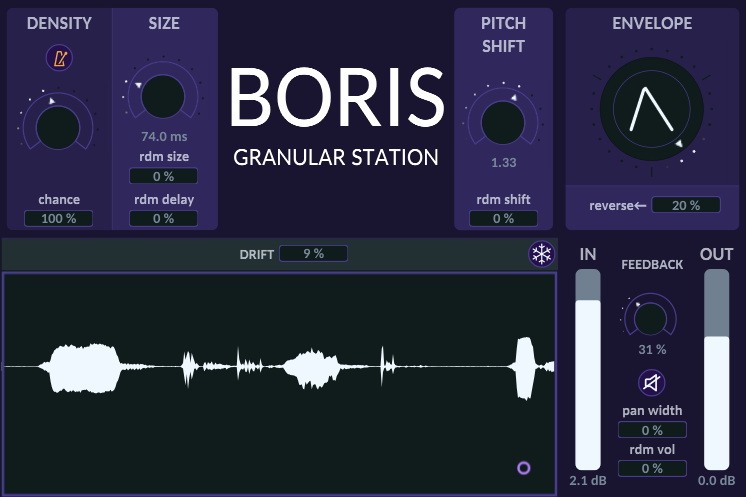 DENSITY
chance
100 %
SIZE
74.0 ms
rdm size
0 %
rdm delay
0 %
BORIS
GRANULAR STATION
PITCH
SHIFT
1.33
rdm shift
0 %
ENVELOPE
reverse← 20 %
DRIFT 9 %
IN
2.1 dB
FEEDBACK
31 %
pan width
0 %
rdm vol
0 %
OUT
0.0 dB